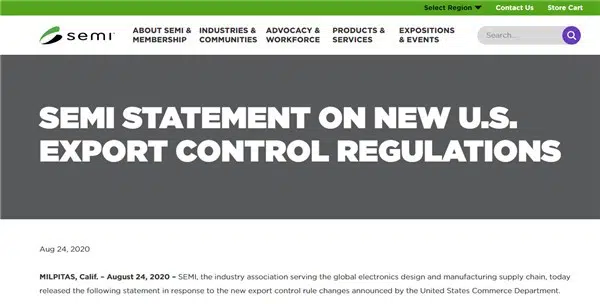 Select Region Contact Us Store Cart
semi ABOUT SEMI & MEMBERSHIP INDUSTRIES & COMMUNITIES ADVOCACY & WORKFORCE PRODUCTS & SERVICES EXPOSITIONS & EVENTS Search....
SEMI STATEMENT ON NEW U.S.
EXPORT CONTROL REGULATIONS
Aug 24, 2020
MILPITAS, Calif. – August 24, 2020 – SEMI, the industry association serving the global electronics design and manufacturing supply chain, today
released the following statement in response to the new export control rule changes announced by the United States Commerce Department.